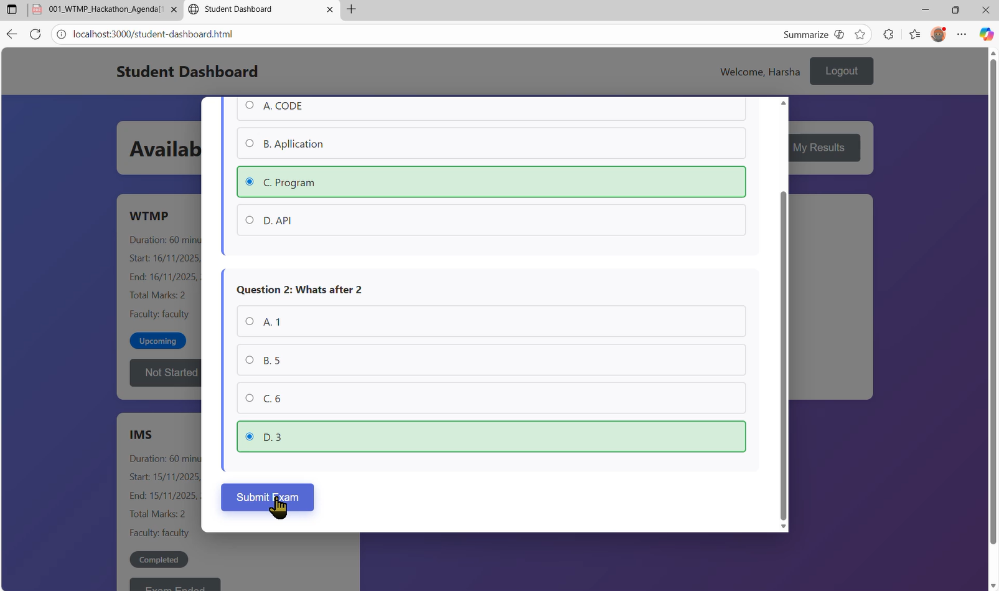 001_WTMP_Hackathon_Agenda[1
Student Dashboard
localhost:3000/student-dashboard.html
Summarize
Student Dashboard
Welcome, Harsha
Logout
Availab
My Results
A. CODE
B. Apllication
C. Program
D. API
Question 2: Whats after 2
A. 1
B. 5
C. 6
D. 3
Submit Exam
WTMP
Duration: 60 minu
Start: 16/11/2025,
End: 16/11/2025,
Total Marks: 2
Faculty: faculty
Upcoming
Not Started
IMS
Duration: 60 minu
Start: 15/11/2025,
End: 15/11/2025,
Total Marks: 2
Faculty: faculty
Completed
Exam Ended